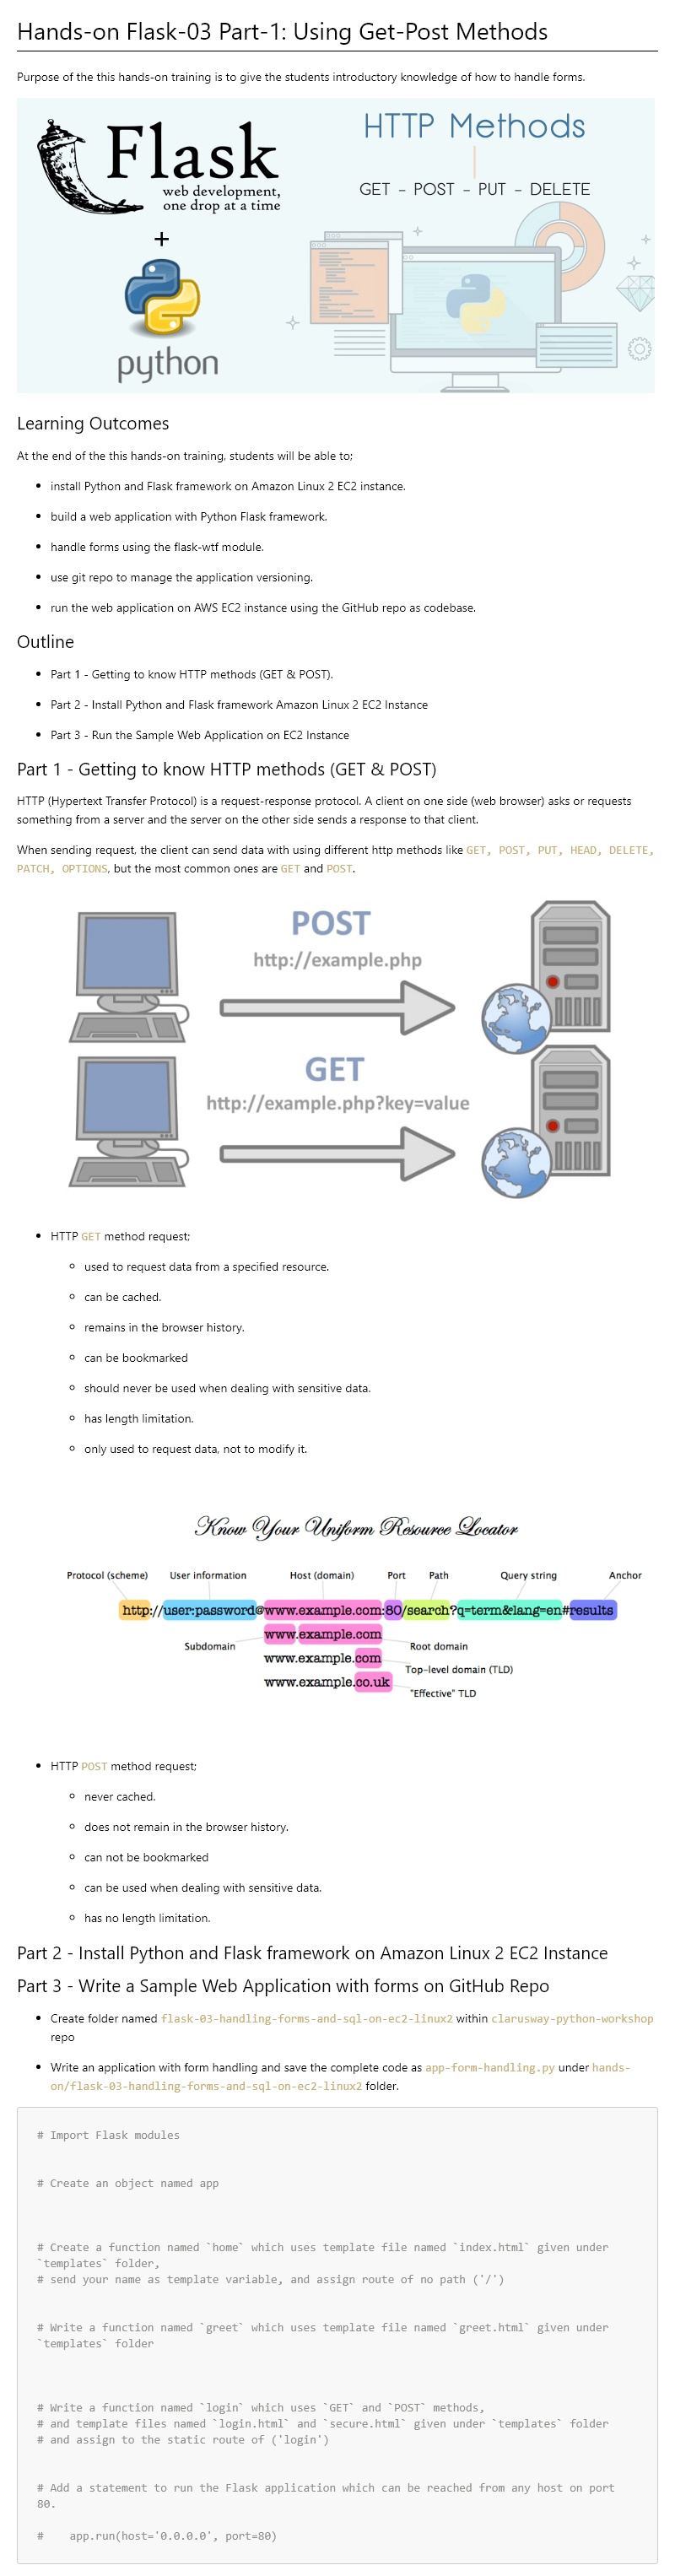 Hands-on Flask-03 Part-1: Using Get-Post Methods
Purpose of the this hands-on training is to give the students introductory knowledge of how to handle forms.
Flask
web development,
one drop at a time
+
python
HTTP Methods
GET - POST - PUT - DELETE
Learning Outcomes
At the end of the this hands-on training, students will be able to;
• install Python and Flask framework on Amazon Linux 2 EC2 instance.
• build a web application with Python Flask framework.
• handle forms using the flask-wtf module.
• use git repo to manage the application versioning.
• run the web application on AWS EC2 instance using the GitHub repo as codebase.
Outline
• Part 1 - Getting to know HTTP methods (GET & POST).
• Part 2 - Install Python and Flask framework Amazon Linux 2 EC2 Instance
• Part 3 - Run the Sample Web Application on EC2 Instance
Part 1 - Getting to know HTTP methods (GET & POST)
HTTP (Hypertext Transfer Protocol) is a request-response protocol. A client on one side (web browser) asks or requests
something from a server and the server on the other side sends a response to that client.
When sending request, the client can send data with using different http methods like GET, POST, PUT, HEAD, DELETE,
PATCH, OPTIONS, but the most common ones are GET and POST.
POST
http://example.php
GET
http://example.php?key=value
• HTTP GET method request;
◦ used to request data from a specified resource.
◦ can be cached.
◦ remains in the browser history.
◦ can be bookmarked
◦ should never be used when dealing with sensitive data.
◦ has length limitation.
◦ only used to request data, not to modify it.
Know Your Uniform Resource Locator
Protocol (scheme) User information Host (domain) Port Path Query string Anchor
http://user:password@www.example.com:80/search?q=term&lang=en#results
www.example.com
Subdomain Root domain
www.example.com
Top-level domain (TLD)
www.example.co.uk
"Effective" TLD
• HTTP POST method request;
◦ never cached.
◦ does not remain in the browser history.
◦ can not be bookmarked
◦ can be used when dealing with sensitive data.
◦ has no length limitation.
Part 2 - Install Python and Flask framework on Amazon Linux 2 EC2 Instance
Part 3 - Write a Sample Web Application with forms on GitHub Repo
• Create folder named flask-03-handling-forms-and-sql-on-ec2-linux2 within clarusway-python-workshop
repo
• Write an application with form handling and save the complete code as app-form-handling.py under hands-
on/flask-03-handling-forms-and-sql-on-ec2-linux2 folder.
# Import Flask modules
# Create an object named app
# Create a function named `home` which uses template file named `index.html` given under
`templates` folder,
# send your name as template variable, and assign route of no path ('/')
# Write a function named `greet` which uses template file named `greet.html` given under
`templates` folder
# Write a function named `login` which uses `GET` and `POST` methods,
# and template files named `login.html` and `secure.html` given under `templates` folder
# and assign to the static route of ('login')
# Add a statement to run the Flask application which can be reached from any host on port
80.
#    app.run(host='0.0.0.0', port=80)